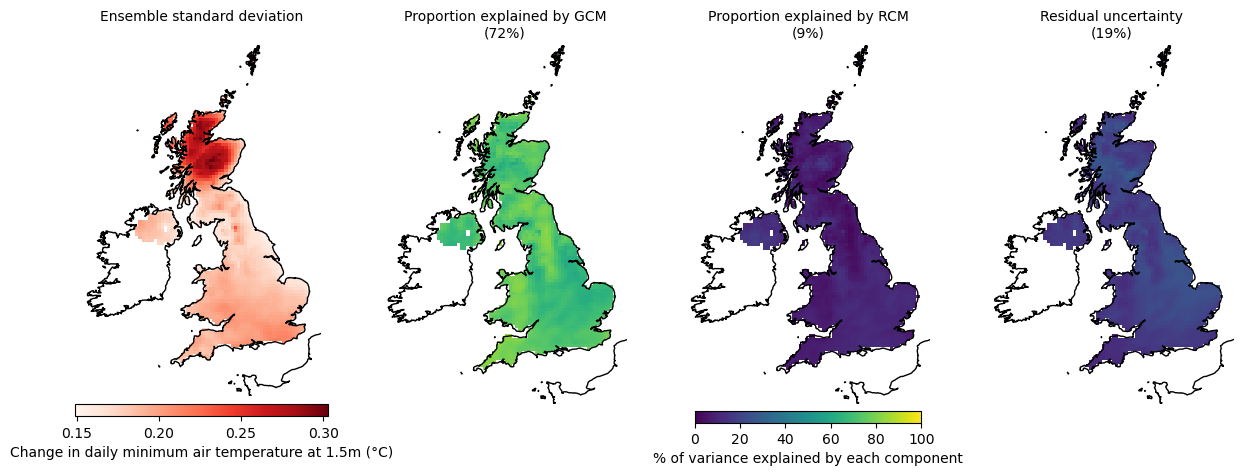 Ensemble standard deviation
Proportion explained by GCM
(72%)
Proportion explained by RCM
(9%)
Residual uncertainty
(19%)
0.15 0.20 0.25 0.30
Change in daily minimum air temperature at 1.5m (°C)
0 20 40 60 80 100
% of variance explained by each component